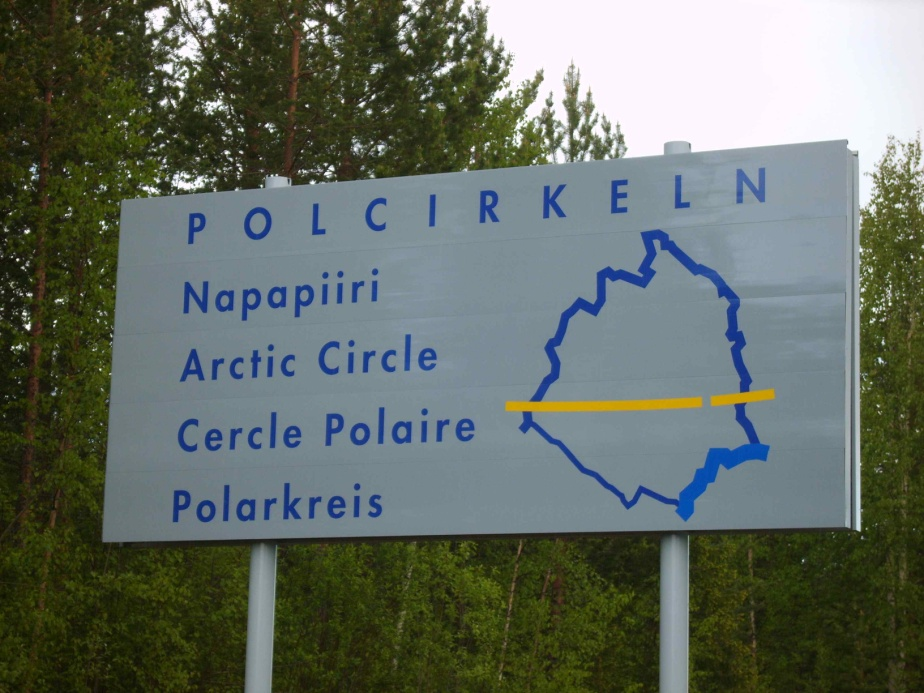 POLCIRKELN
Napapiiri
Arctic Circle
Cercle Polaire
Polarkreis